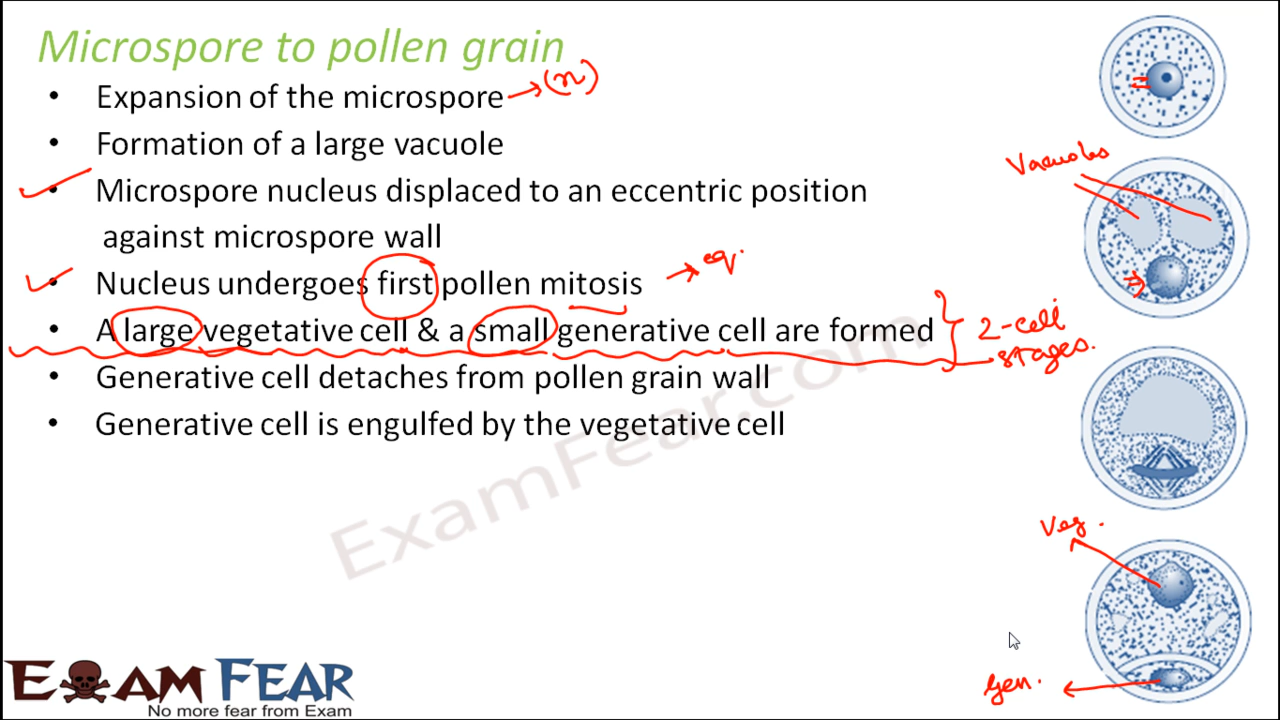 Microspore to pollen grain
• Expansion of the microspore → (n)
• Formation of a large vacuole
Vacuoles
• Microspore nucleus displaced to an eccentric position
against microspore wall
• Nucleus undergoes first pollen mitosis → eq.
• A large vegetative cell & a small generative cell are formed
2-cell
stages.
• Generative cell detaches from pollen grain wall
• Generative cell is engulfed by the vegetative cell
ExamFear.com
Veg.
Gen.
EXAM FEAR
No more fear from Exam